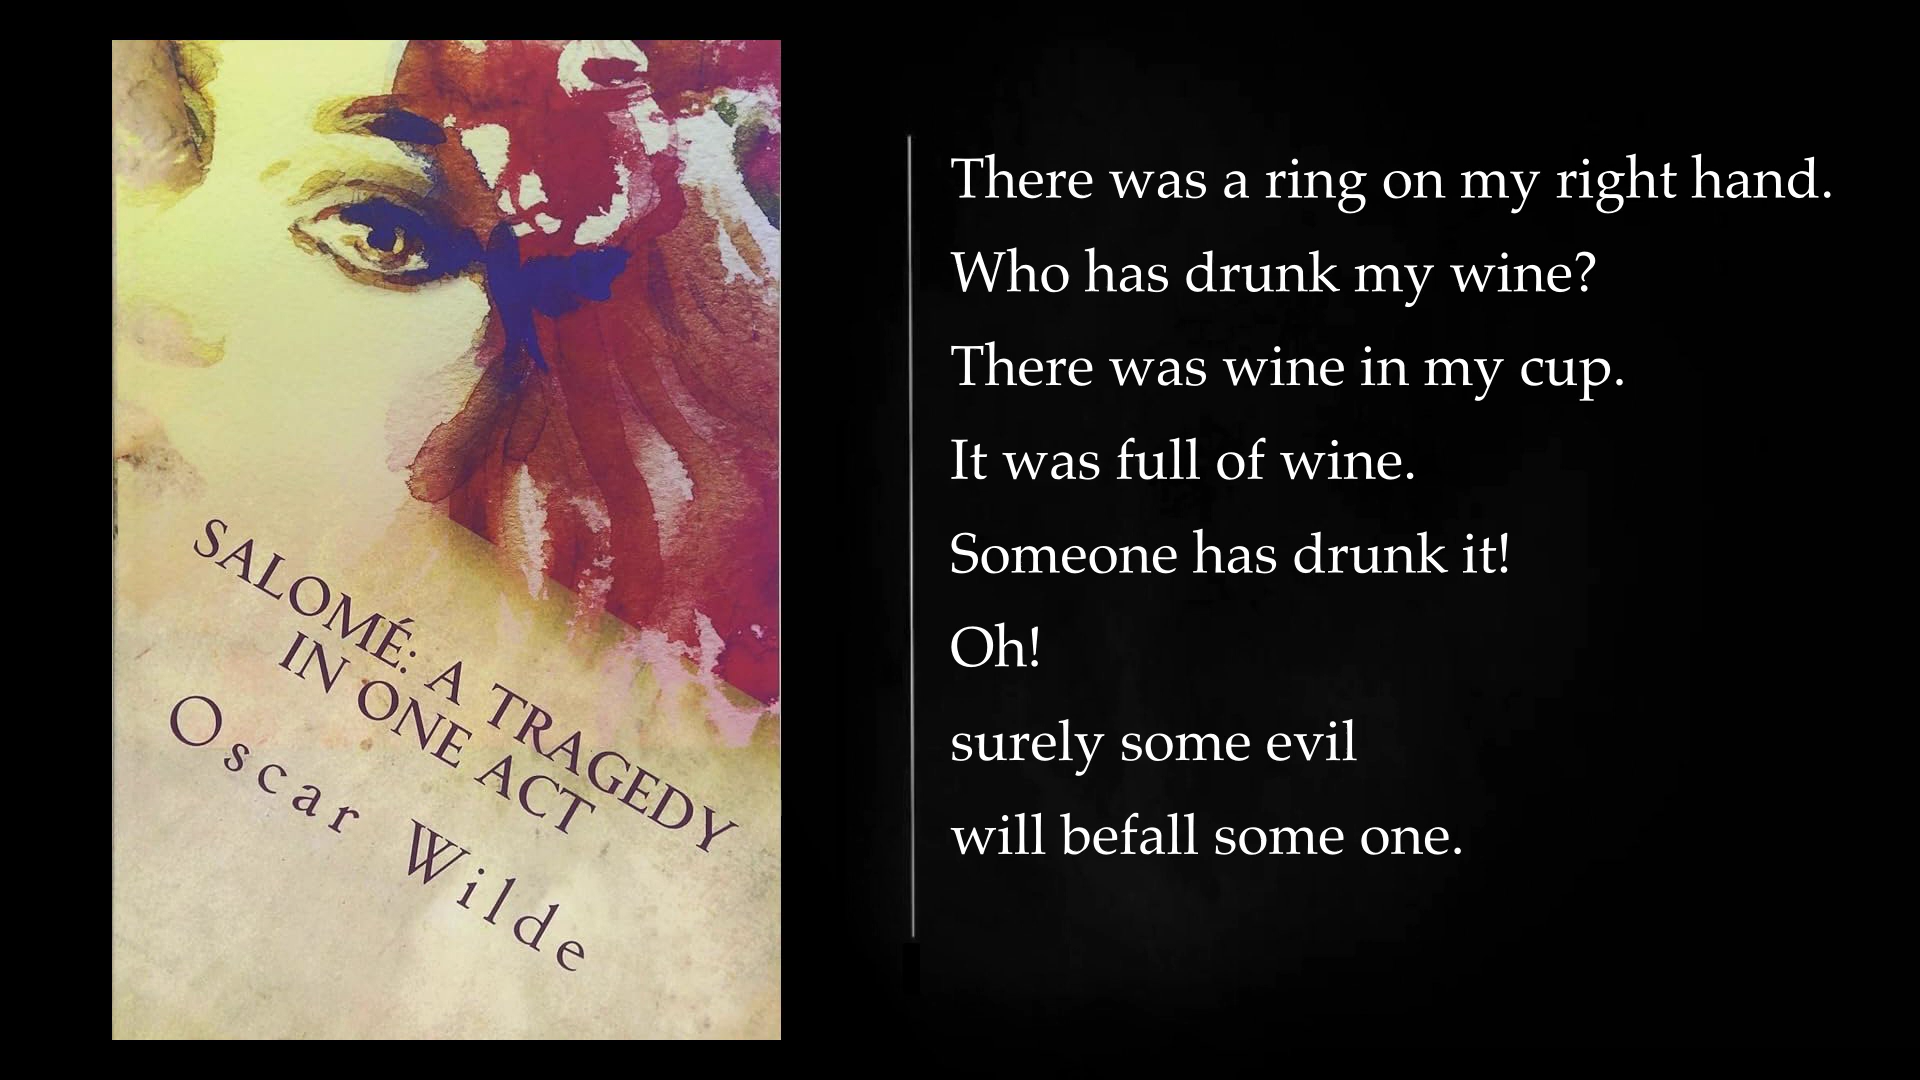 SALOMÉ: A TRAGEDY
IN ONE ACT
Oscar Wilde
There was a ring on my right hand.
Who has drunk my wine?
There was wine in my cup.
It was full of wine.
Someone has drunk it!
Oh!
surely some evil
will befall some one.